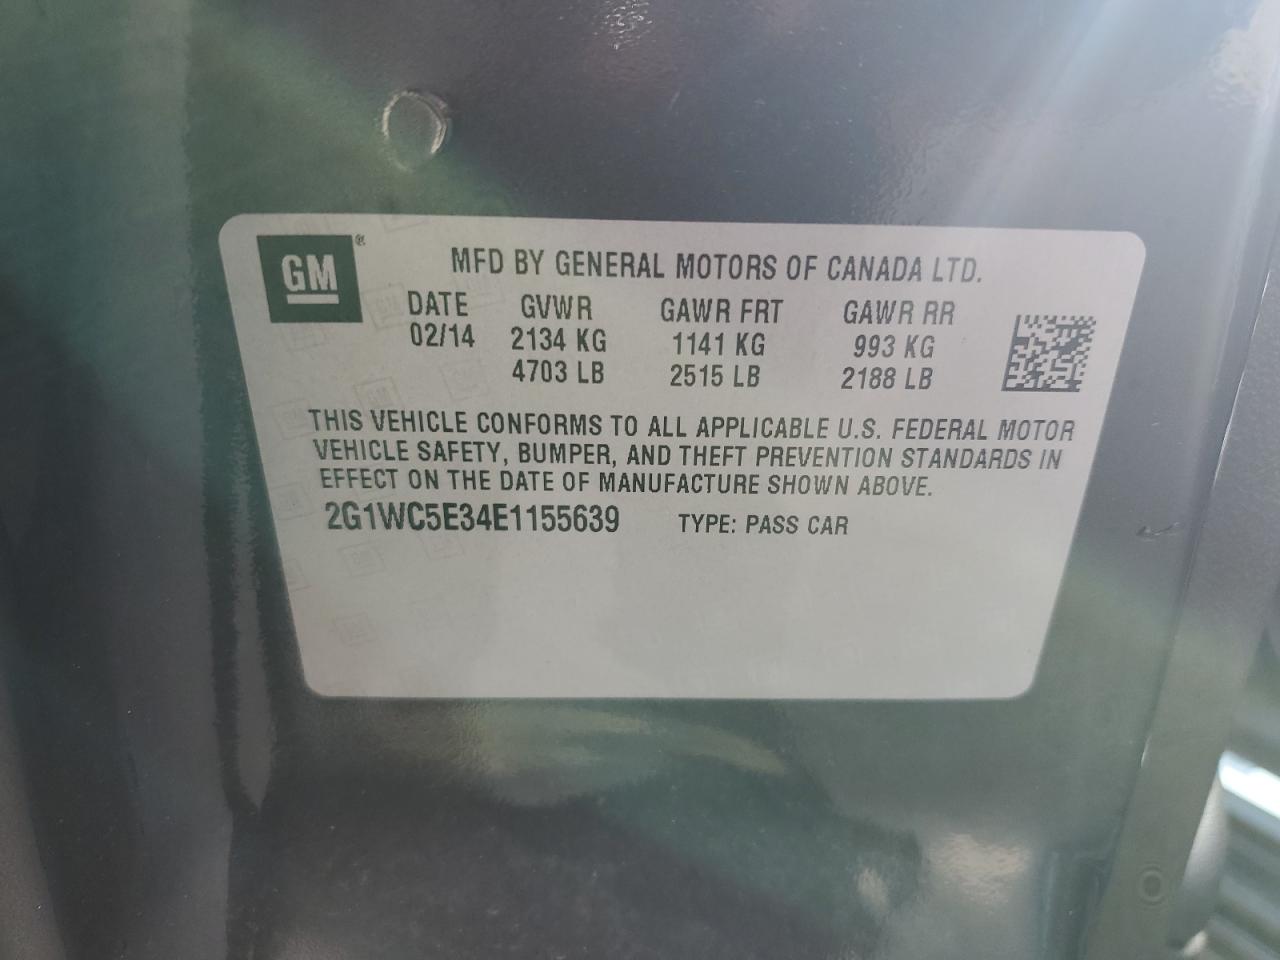 GM®
MFD BY GENERAL MOTORS OF CANADA LTD.
DATE GVWR GAWR FRT GAWR RR
02/14 2134 KG 1141 KG 993 KG
4703 LB 2515 LB 2188 LB
THIS VEHICLE CONFORMS TO ALL APPLICABLE U.S. FEDERAL MOTOR
VEHICLE SAFETY, BUMPER, AND THEFT PREVENTION STANDARDS IN
EFFECT ON THE DATE OF MANUFACTURE SHOWN ABOVE.
2G1WC5E34E1155639 TYPE: PASS CAR